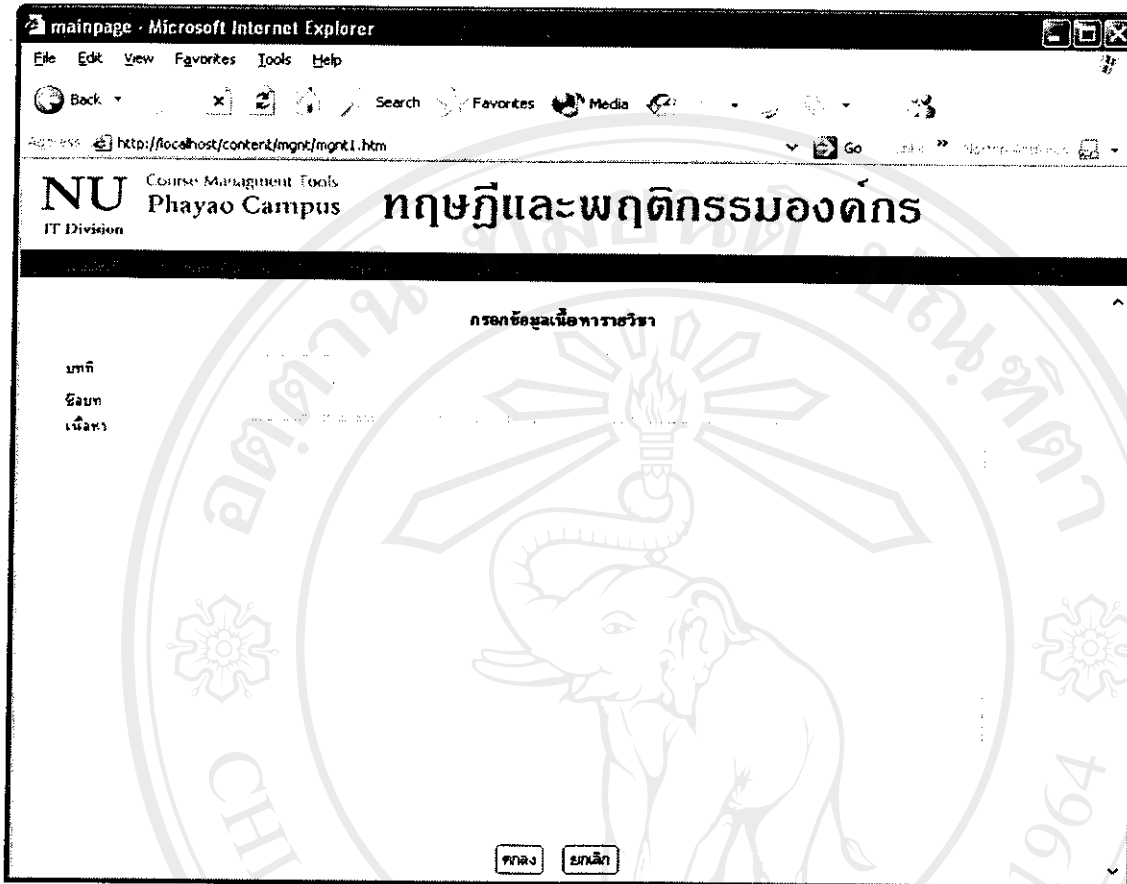 mainpage - Microsoft Internet Explorer
File Edit View Favorites Tools Help
Back Search Favorites Media
Address http://localhost/content/mgnt/mgnt1.htm Go Links »
NU Course Managment Tools
Phayao Campus
IT Division
ทฤษฎีและพฤติกรรมองค์กร
กรอกข้อมูลเนื้อหารายวิชา
บทที่
ชื่อบท
เนื้อหา
ตกลง ยกเลิก
CHI
1964